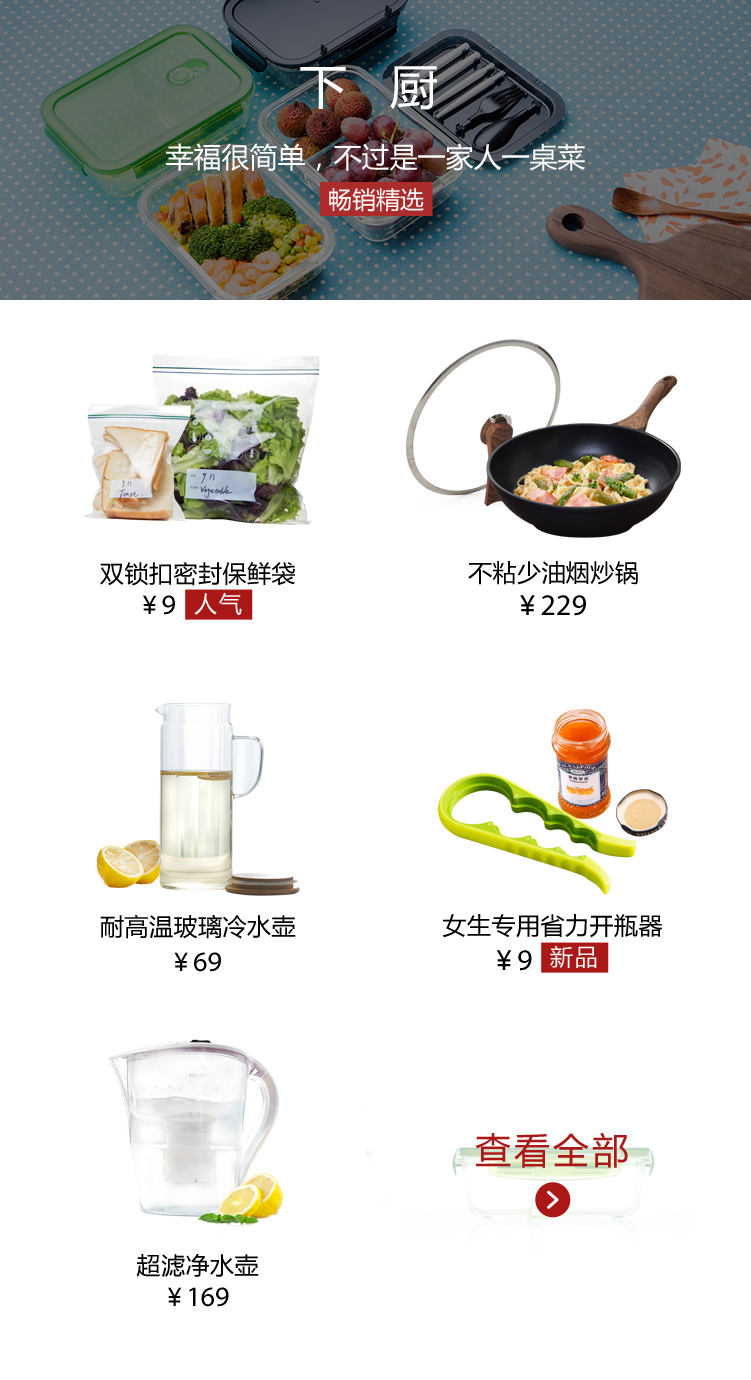 下 厨
幸福很简单，不过是一家人一桌菜
畅销精选
9.13
9.13
Vegetable
双锁扣密封保鲜袋
¥9 人气
不粘少油烟炒锅
¥229
耐高温玻璃冷水壶
¥69
女生专用省力开瓶器
¥9 新品
查看全部
超滤净水壶
¥169